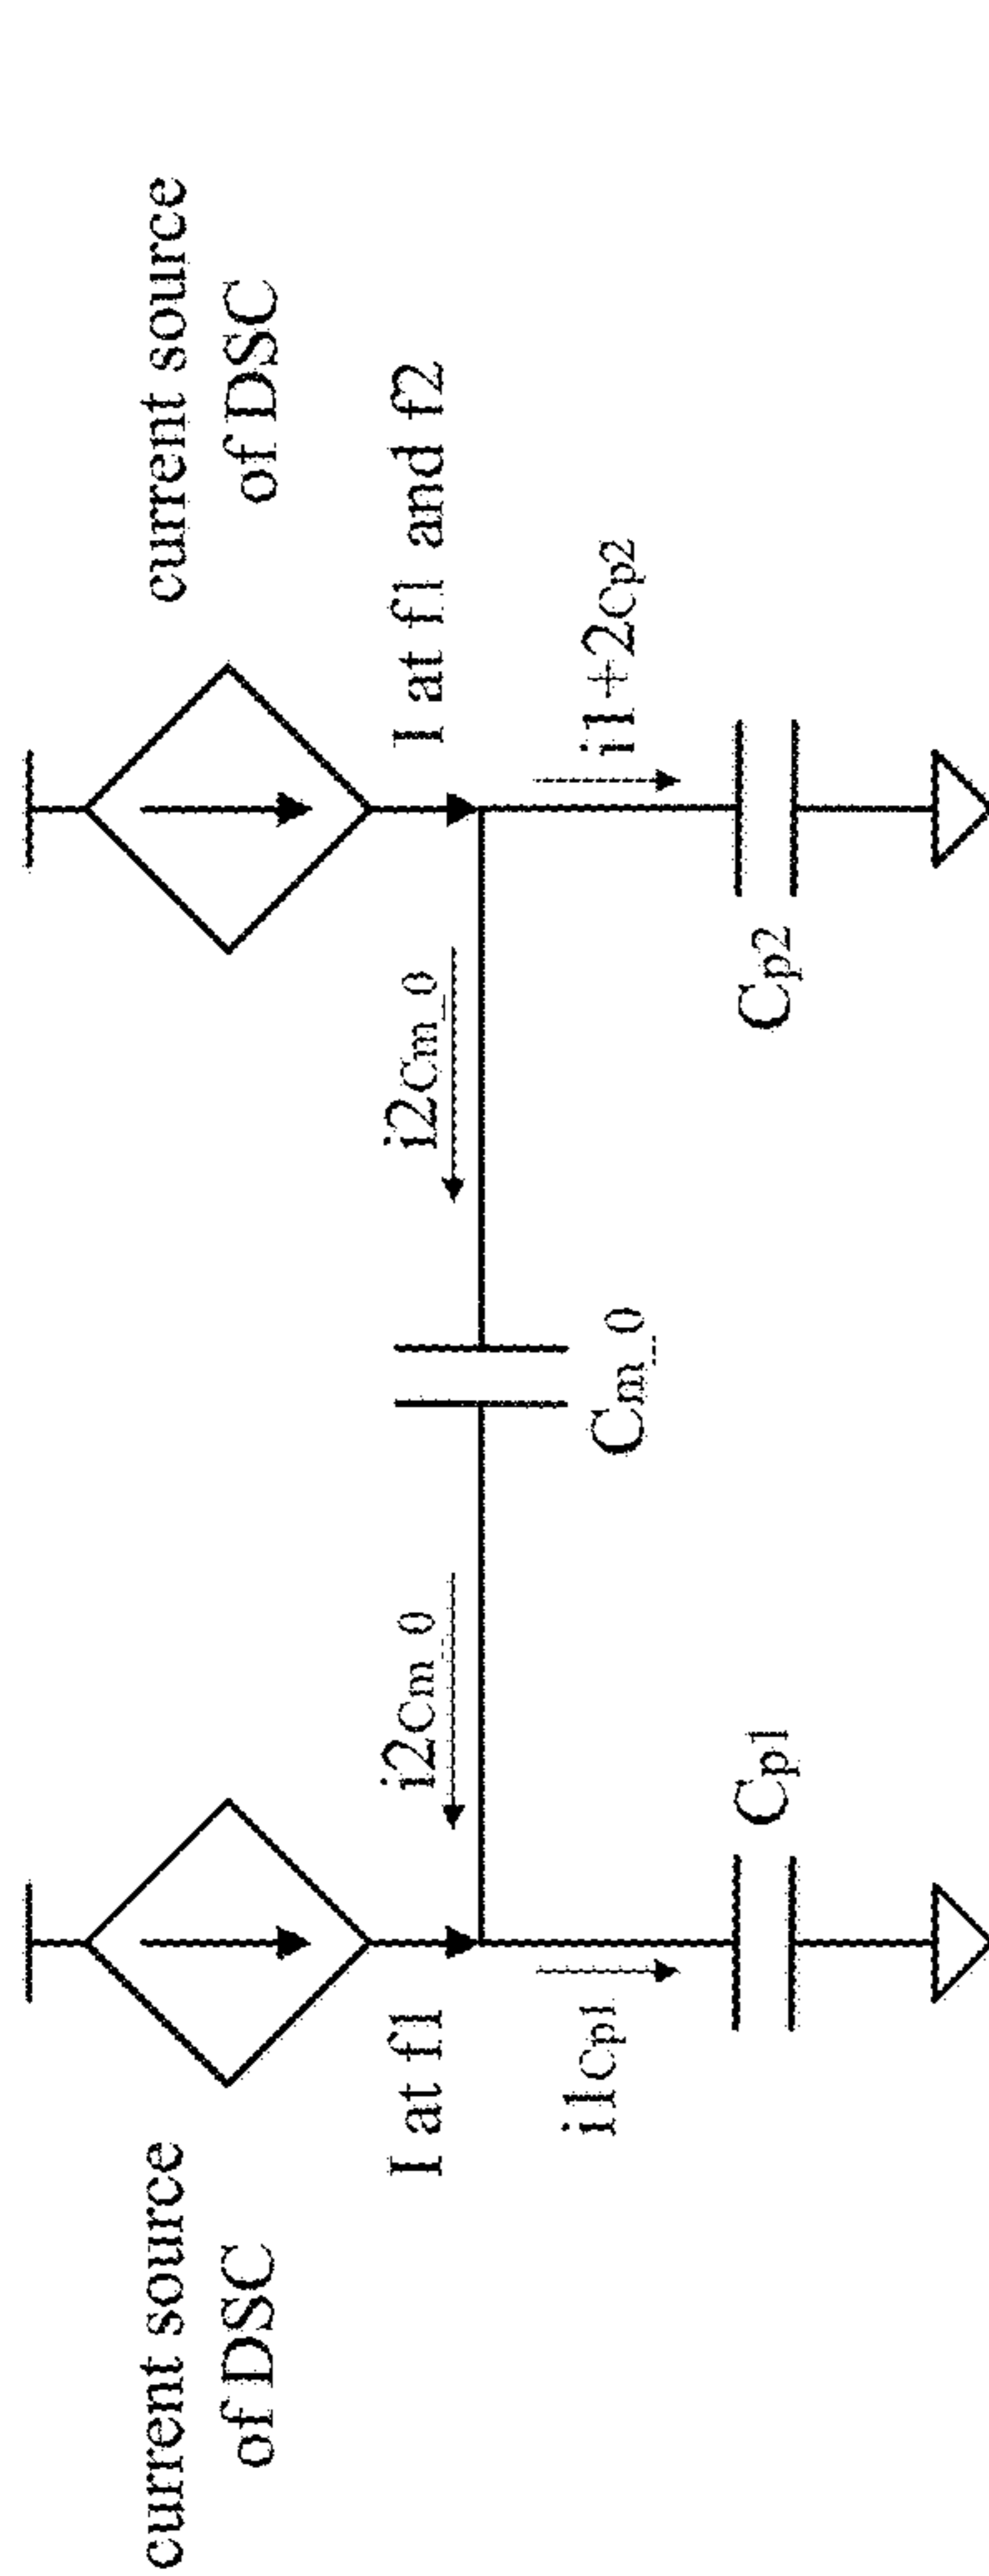 current source
of DSC
current source
of DSC
I at f1
I at f1 and f2
i2Cm_0
i2Cm_0
i1Cp1
i1+2Cp2
Cm_0
Cp1
Cp2